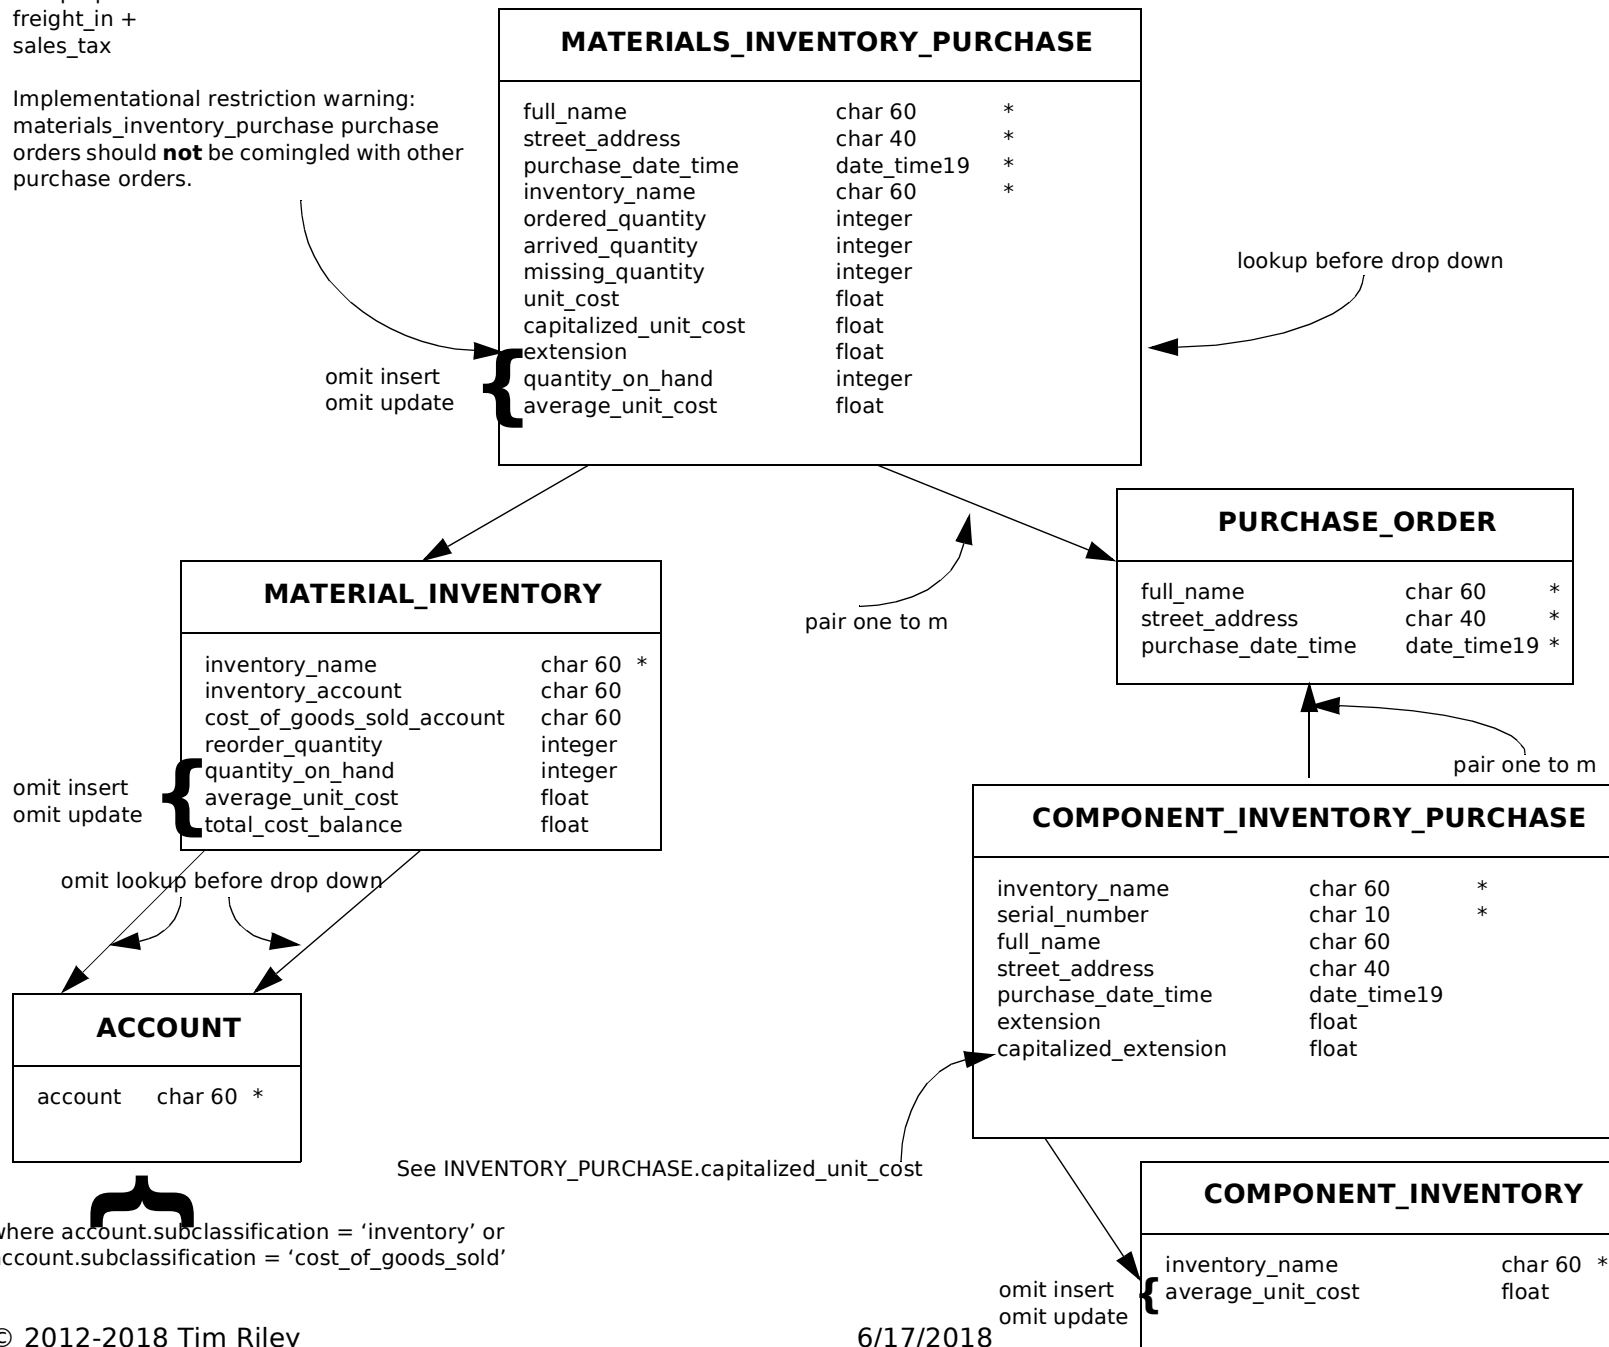 freight_in +
sales_tax
Implementational restriction warning:
materials_inventory_purchase purchase
orders should not be comingled with other
purchase orders.
MATERIALS_INVENTORY_PURCHASE
full_name char 60 *
street_address char 40 *
purchase_date_time date_time19 *
inventory_name char 60 *
ordered_quantity integer
arrived_quantity integer
missing_quantity integer
unit_cost float
capitalized_unit_cost float
extension float
quantity_on_hand integer
average_unit_cost float
omit insert
omit update
lookup before drop down
PURCHASE_ORDER
full_name char 60 *
street_address char 40 *
purchase_date_time date_time19 *
pair one to m
pair one to m
MATERIAL_INVENTORY
inventory_name char 60 *
inventory_account char 60
cost_of_goods_sold_account char 60
reorder_quantity integer
quantity_on_hand integer
average_unit_cost float
total_cost_balance float
omit insert
omit update
omit lookup before drop down
ACCOUNT
account char 60 *
where account.subclassification = ‘inventory’ or
account.subclassification = ‘cost_of_goods_sold’
COMPONENT_INVENTORY_PURCHASE
inventory_name char 60 *
serial_number char 10 *
full_name char 60
street_address char 40
purchase_date_time date_time19
extension float
capitalized_extension float
See INVENTORY_PURCHASE.capitalized_unit_cost
COMPONENT_INVENTORY
inventory_name char 60 *
average_unit_cost float
omit insert
omit update
© 2012-2018 Tim Riley
6/17/2018